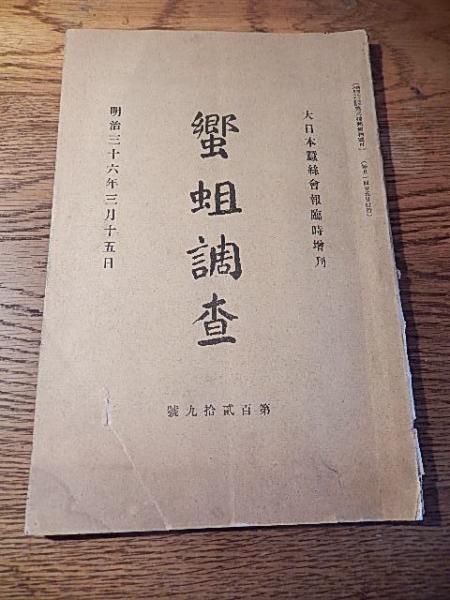 大日本蠶絲會報臨時增刊
蠁蛆調査
明治三十六年三月十五日
第百貳拾九號